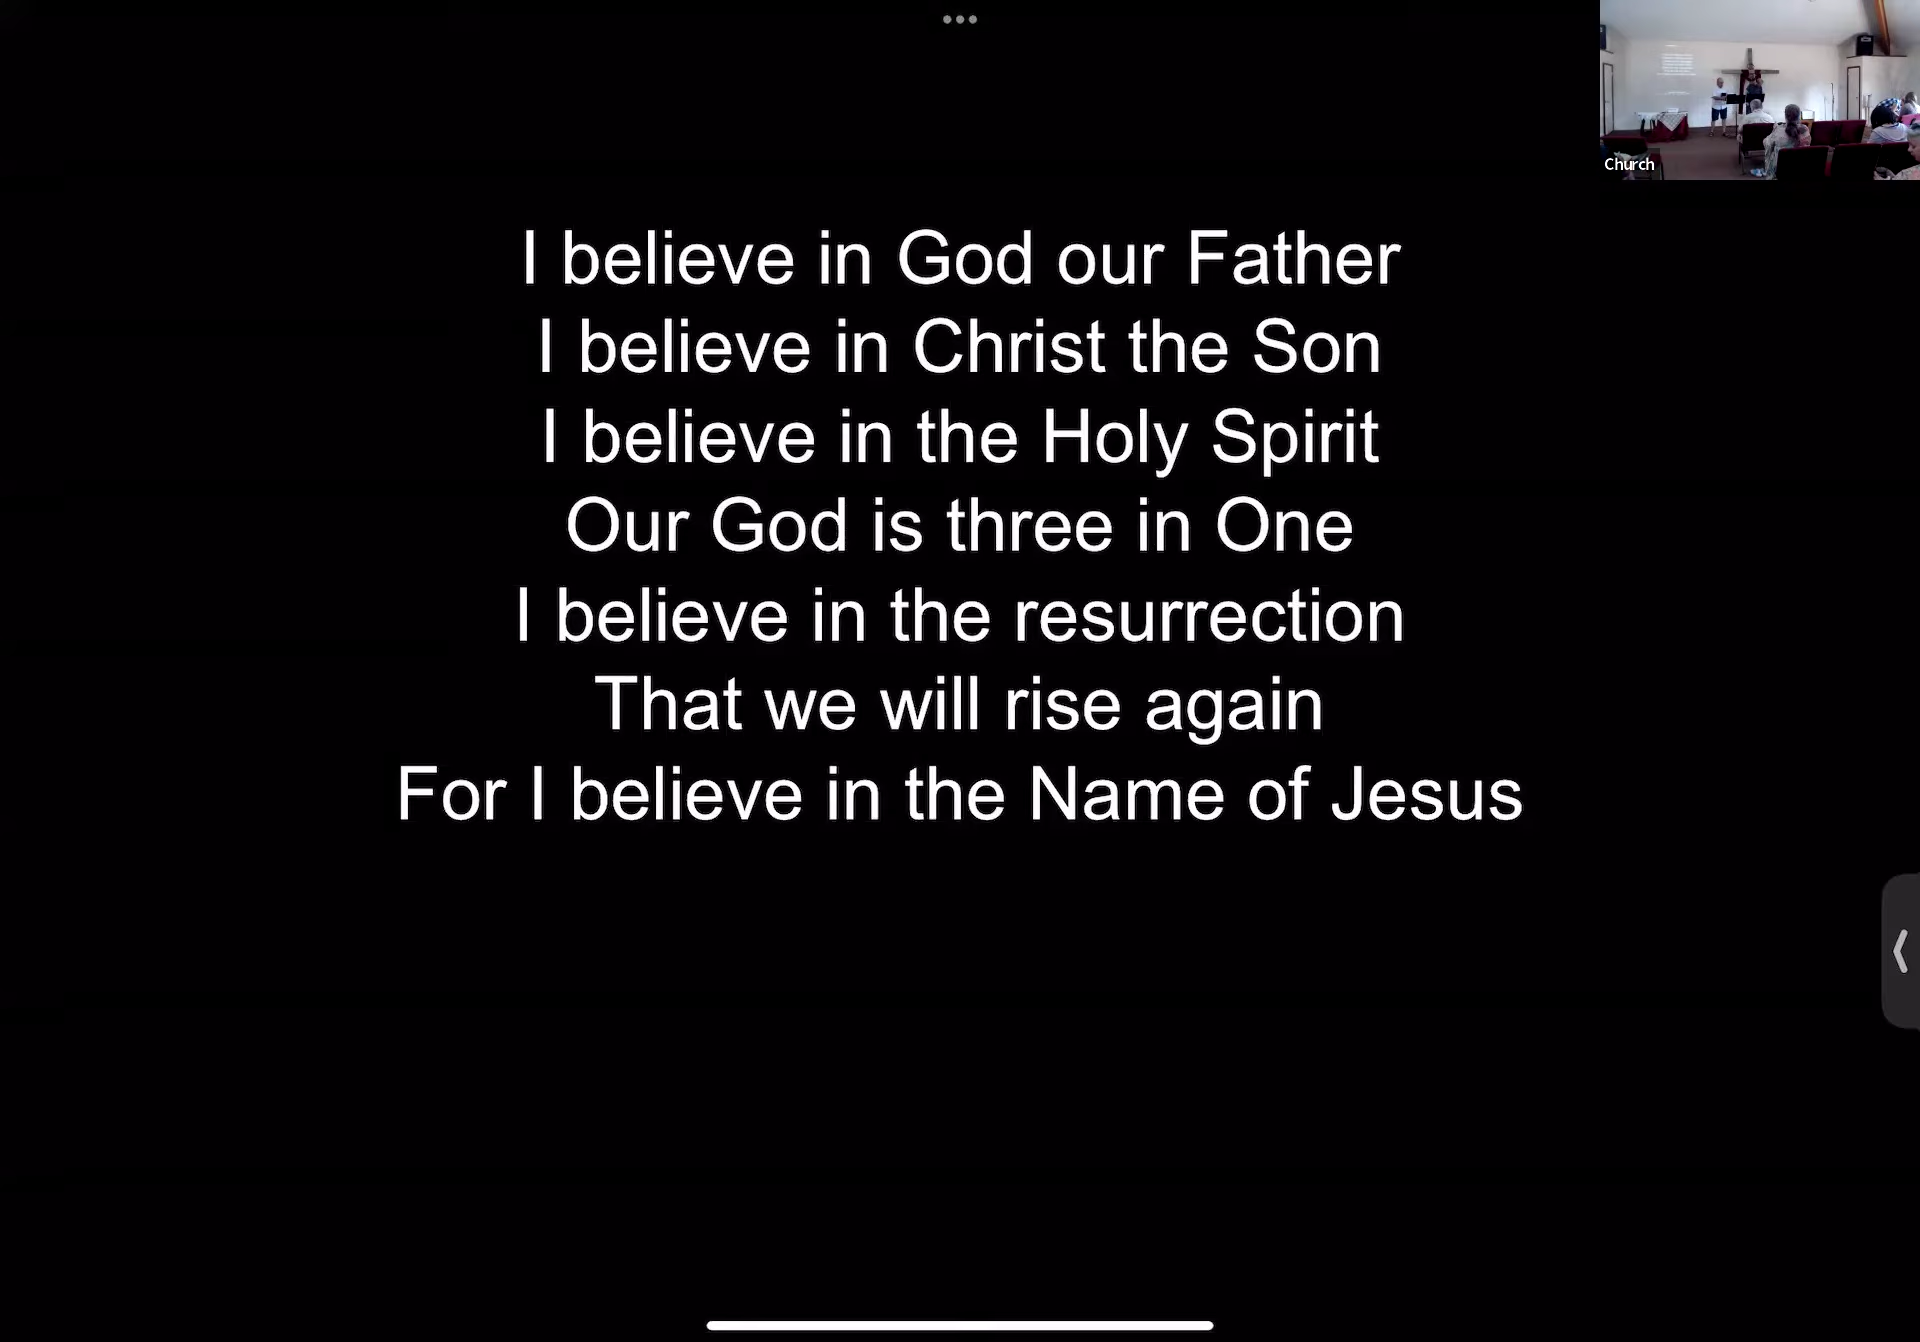 Church
I believe in God our Father
I believe in Christ the Son
I believe in the Holy Spirit
Our God is three in One
I believe in the resurrection
That we will rise again
For I believe in the Name of Jesus